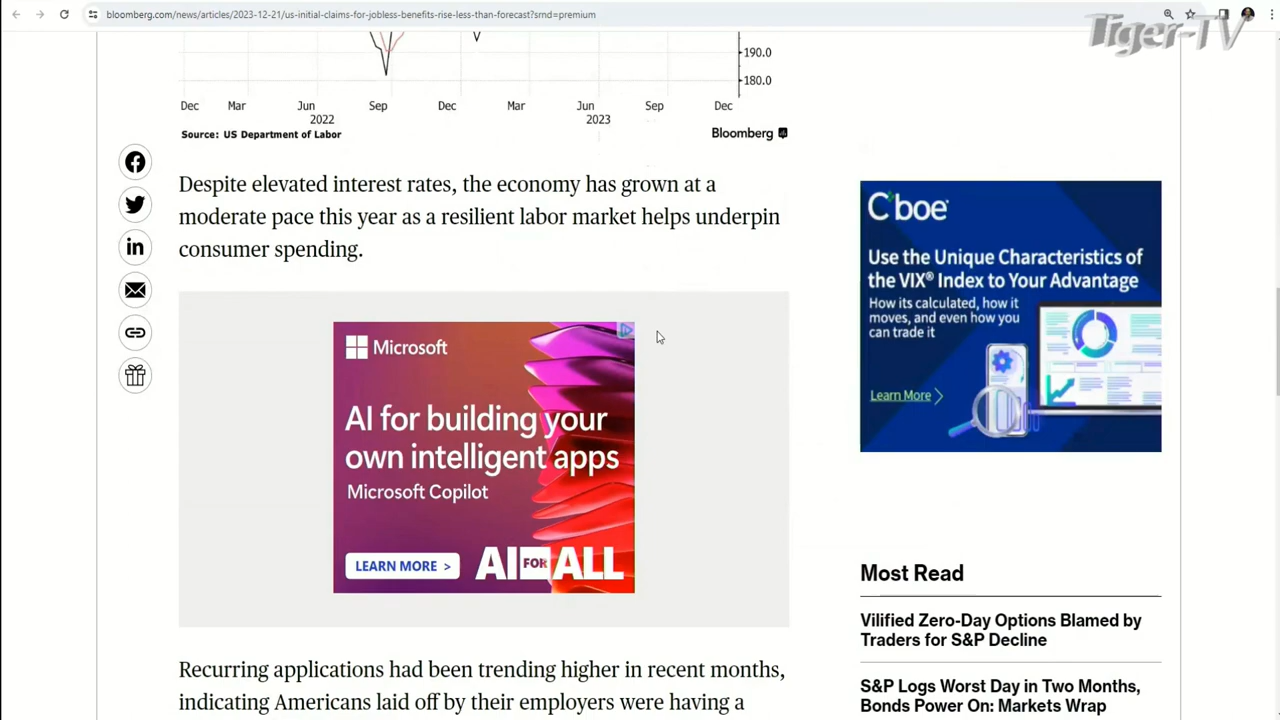 bloomberg.com/news/articles/2023-12-21/us-initial-claims-for-jobless-benefits-rise-less-than-forecast?srnd=premium
Tiger-TV
190.0
180.0
Dec Mar Jun Sep Dec Mar Jun Sep Dec
2022 2023
Source: US Department of Labor
Bloomberg
Despite elevated interest rates, the economy has grown at a
moderate pace this year as a resilient labor market helps underpin
consumer spending.
Microsoft
AI for building your
own intelligent apps
Microsoft Copilot
LEARN MORE >
AI FOR ALL
Recurring applications had been trending higher in recent months,
indicating Americans laid off by their employers were having a
Cboe
Use the Unique Characteristics of
the VIX® Index to Your Advantage
How its calculated, how it
moves, and even how you
can trade it
Learn More
Most Read
Vilified Zero-Day Options Blamed by
Traders for S&P Decline
S&P Logs Worst Day in Two Months,
Bonds Power On: Markets Wrap